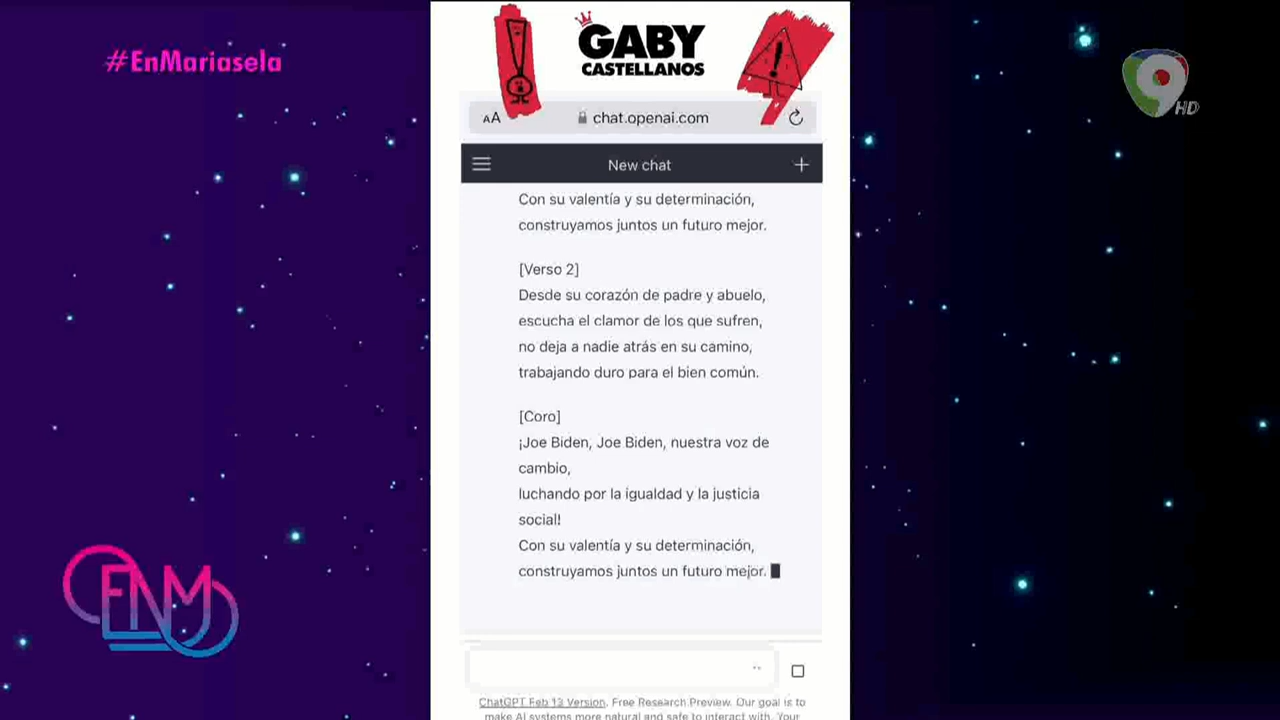 #EnMariasela
GABY
CASTELLANOS
9
HD
AA
chat.openai.com
New chat
Con su valentía y su determinación,
construyamos juntos un futuro mejor.
[Verso 2]
Desde su corazón de padre y abuelo,
escucha el clamor de los que sufren,
no deja a nadie atrás en su camino,
trabajando duro para el bien común.
[Coro]
¡Joe Biden, Joe Biden, nuestra voz de
cambio,
luchando por la igualdad y la justicia
social!
Con su valentía y su determinación,
construyamos juntos un futuro mejor.
ENM
ChatGPT Feb 13 Version. Free Research Preview. Our goal is to
make AI systems more natural and safe to interact with. Your